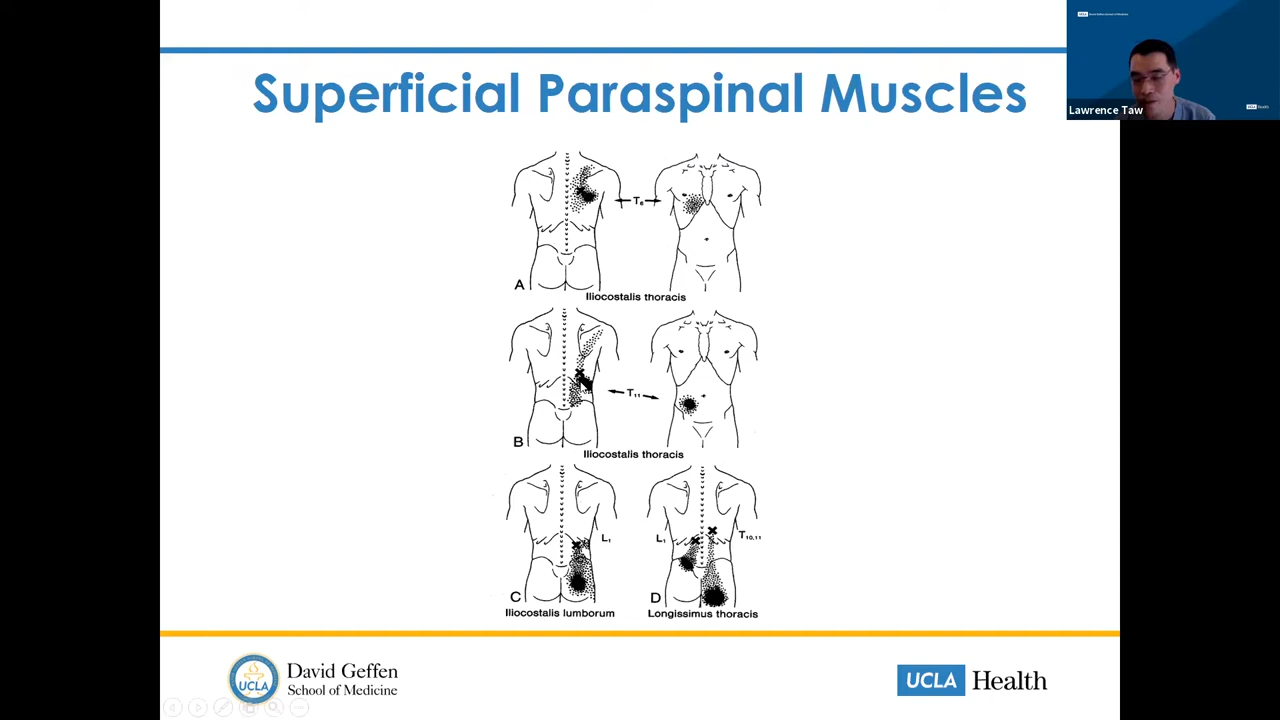 Superficial Paraspinal Muscles
Lawrence Taw
UCLA
T6
A
Iliocostalis thoracis
T11
B
Iliocostalis thoracis
L1
L1
T10,11
C
D
Iliocostalis lumborum
Longissimus thoracis
UCLA
David Geffen
School of Medicine
UCLA Health